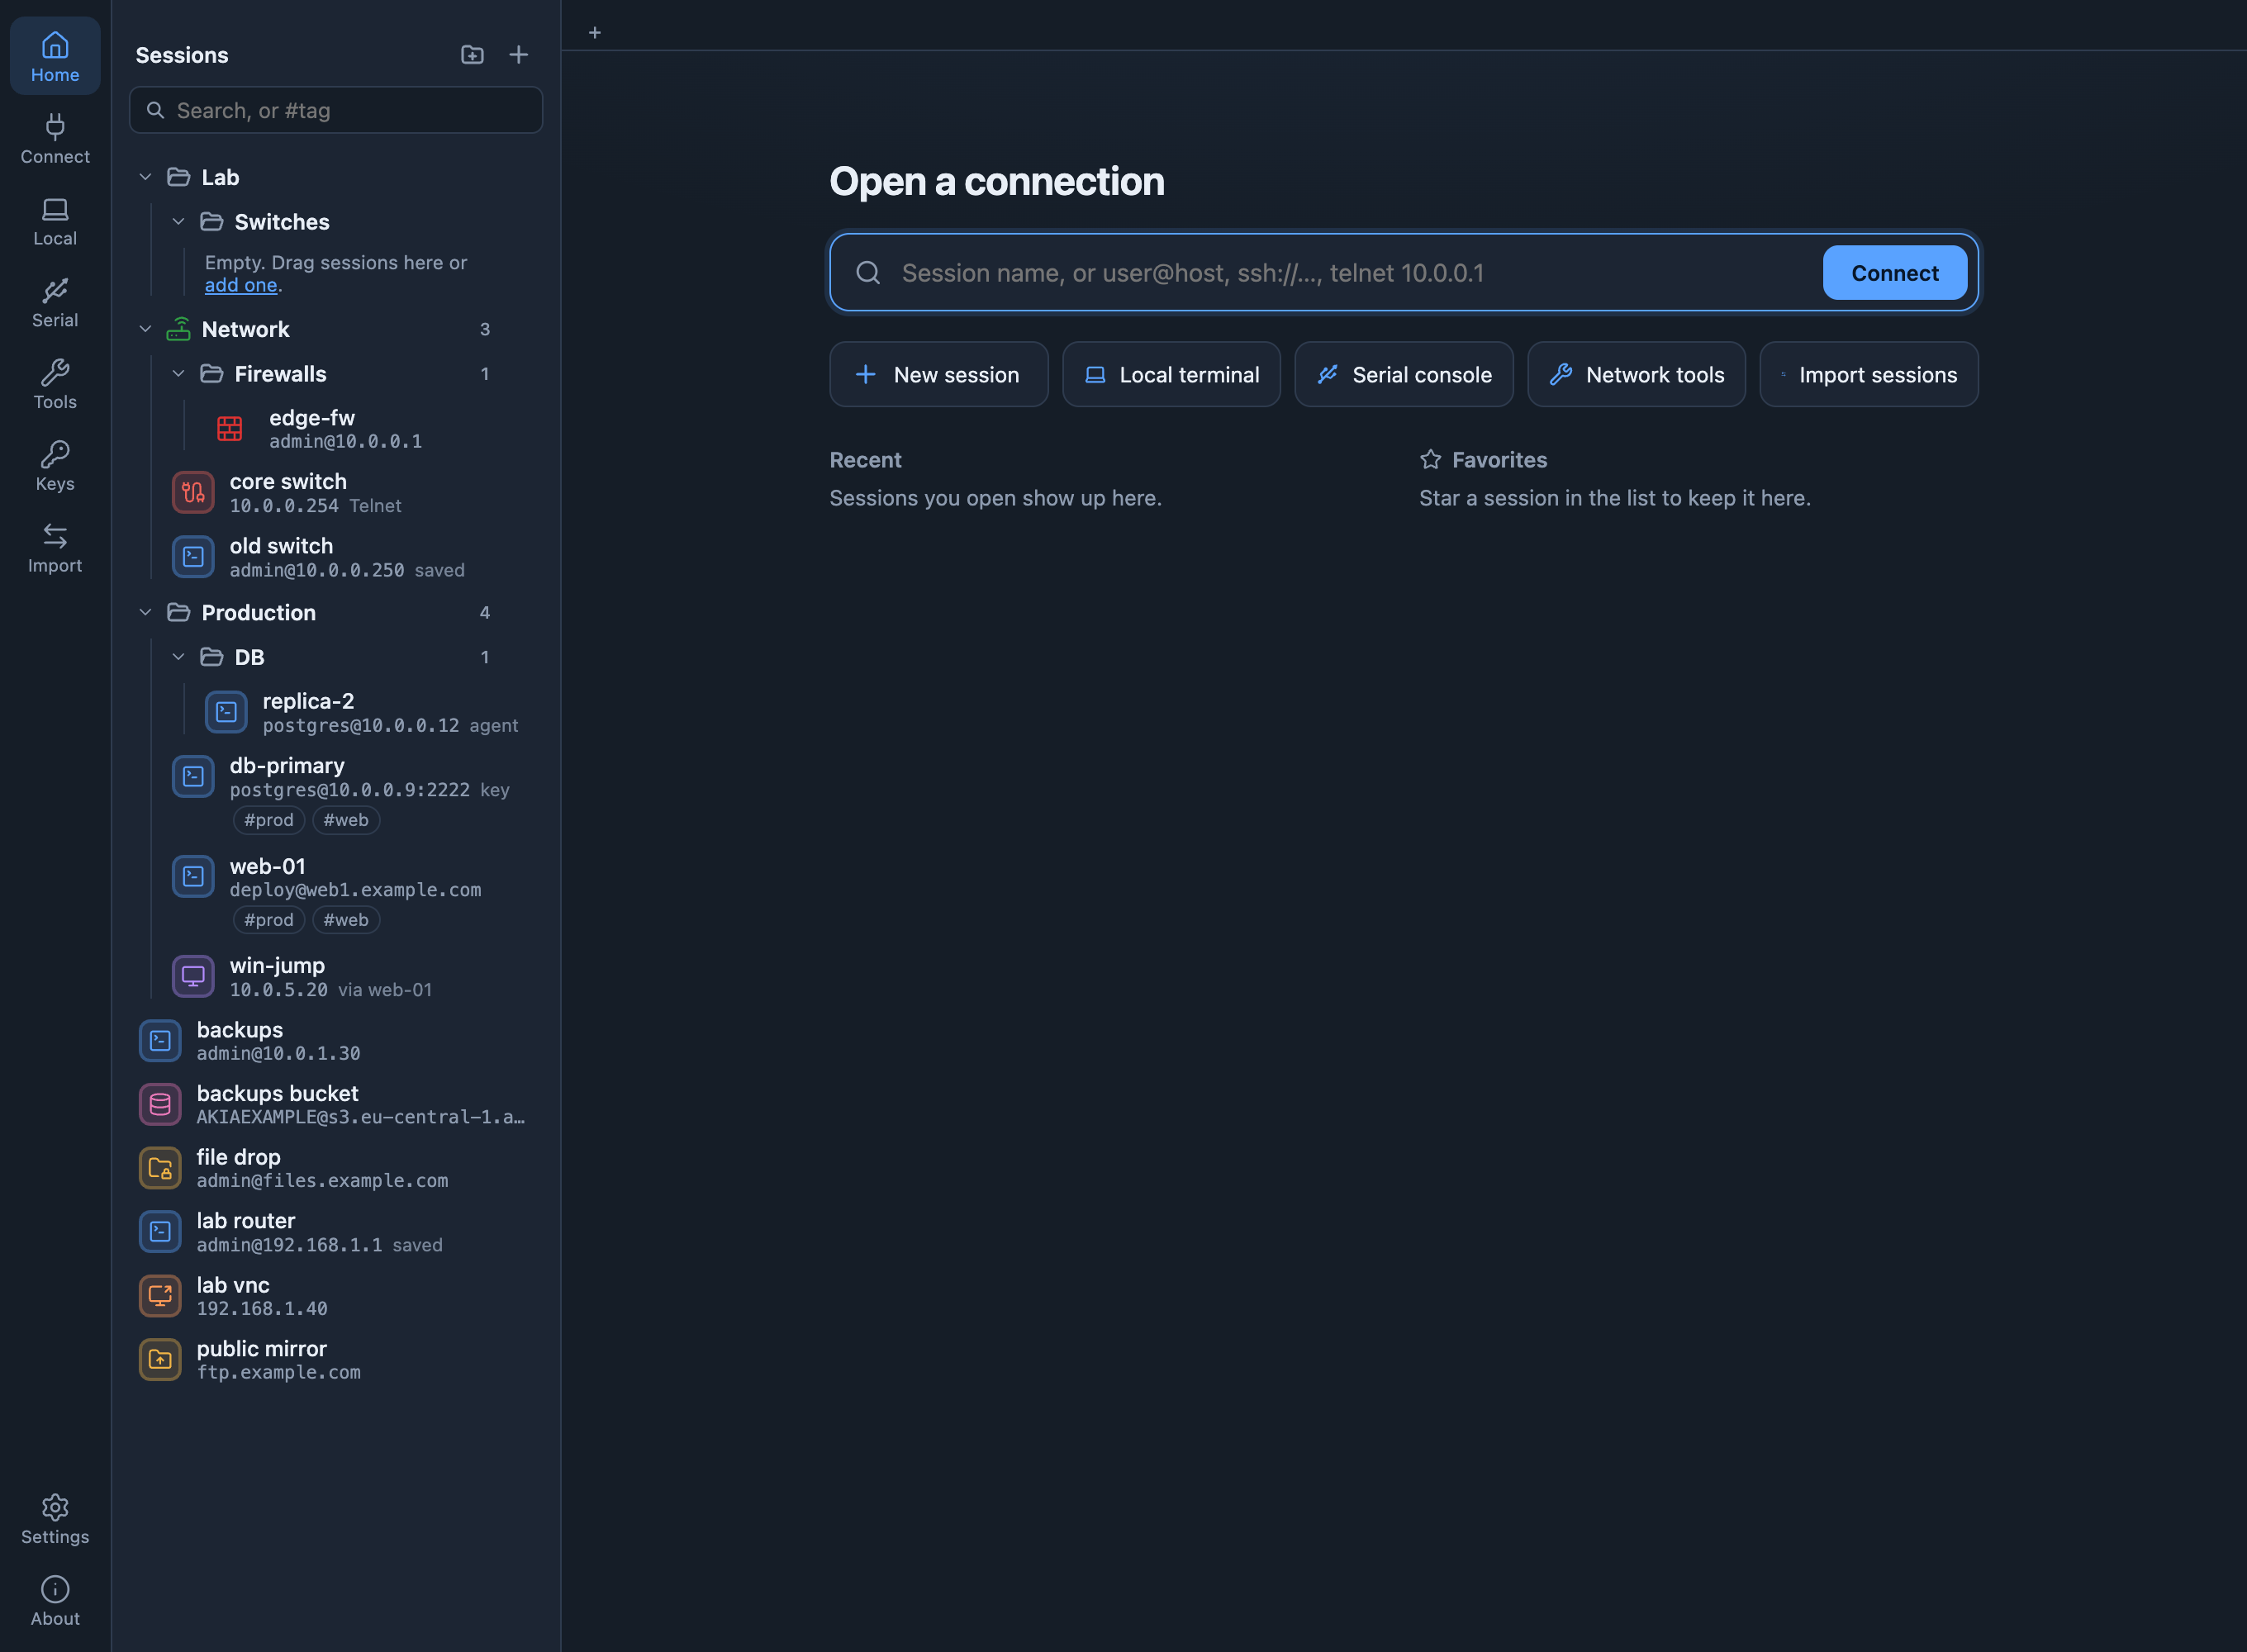 Home
Connect
Local
Serial
Tools
Keys
Import
Settings
About
Sessions
Search, or #tag
Lab
Switches
Empty. Drag sessions here or
add one.
Network 3
Firewalls 1
edge-fw
admin@10.0.0.1
core switch
10.0.0.254 Telnet
old switch
admin@10.0.0.250 saved
Production 4
DB 1
replica-2
postgres@10.0.0.12 agent
db-primary
postgres@10.0.0.9:2222 key
#prod #web
web-01
deploy@web1.example.com
#prod #web
win-jump
10.0.5.20 via web-01
backups
admin@10.0.1.30
backups bucket
AKIAEXAMPLE@s3.eu-central-1.a…
file drop
admin@files.example.com
lab router
admin@192.168.1.1 saved
lab vnc
192.168.1.40
public mirror
ftp.example.com
Open a connection
Session name, or user@host, ssh://…, telnet 10.0.0.1
Connect
New session
Local terminal
Serial console
Network tools
Import sessions
Recent
Sessions you open show up here.
Favorites
Star a session in the list to keep it here.